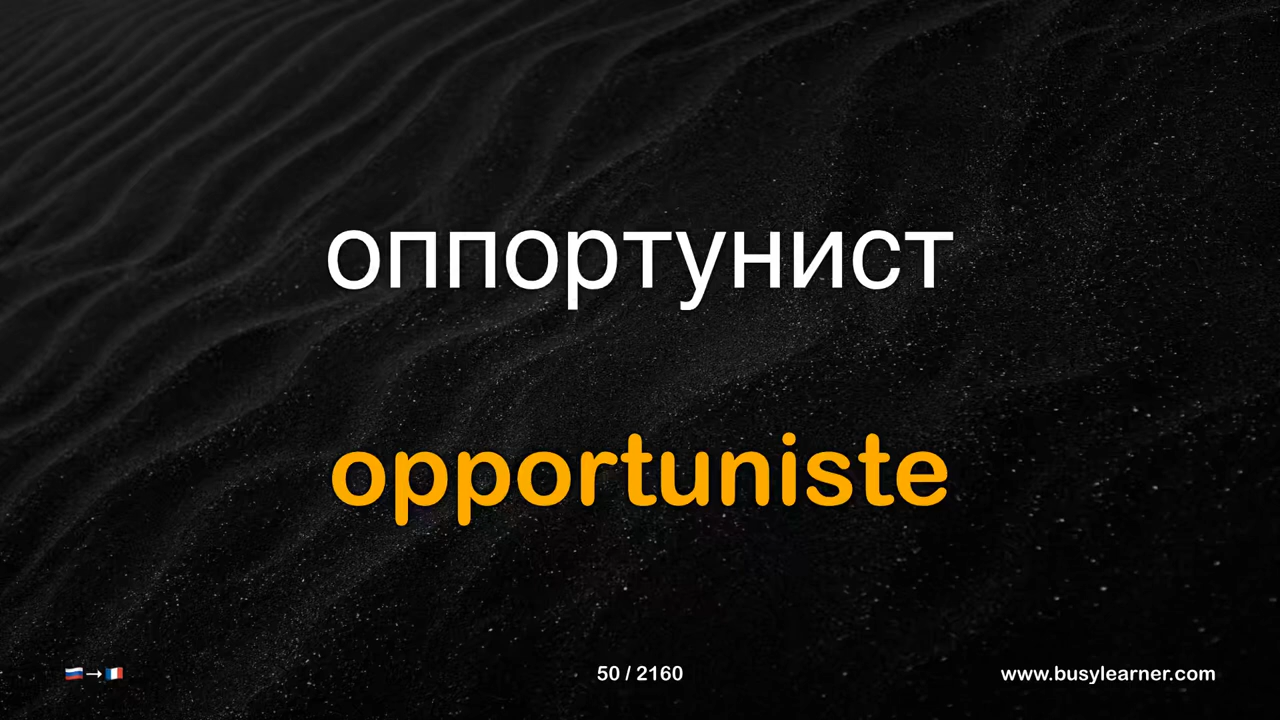 оппортунист
opportuniste
🇷🇺→🇫🇷
50 / 2160
www.busylearner.com